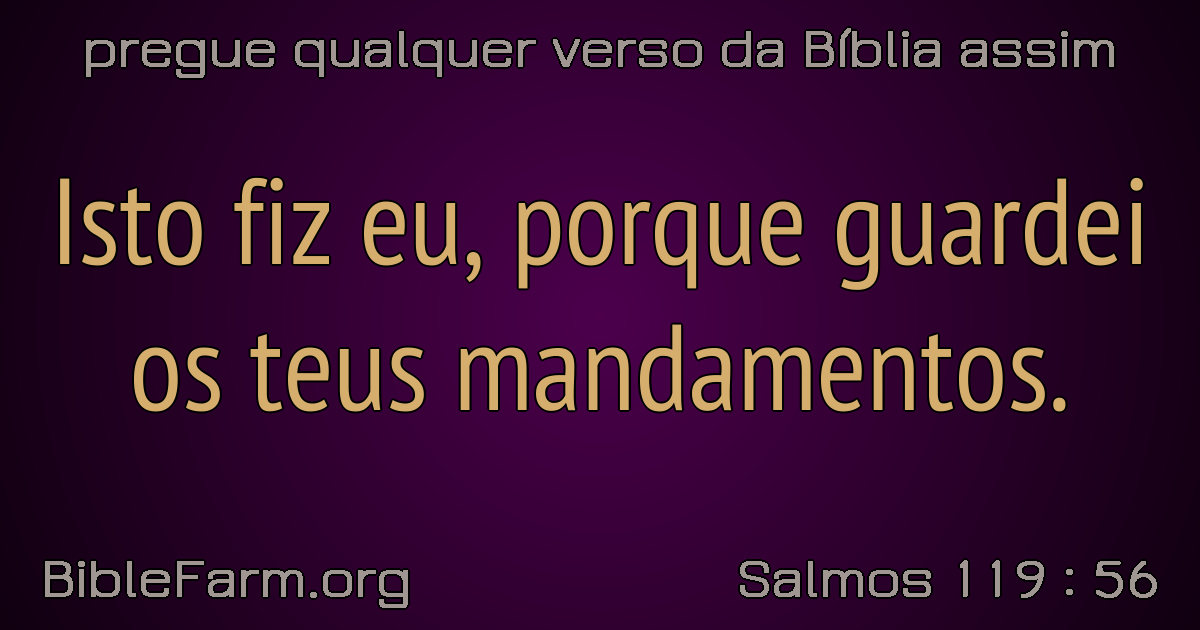 pregue qualquer verso da Bíblia assim
Isto fiz eu, porque guardei
os teus mandamentos.
BibleFarm.org
Salmos 119 : 56